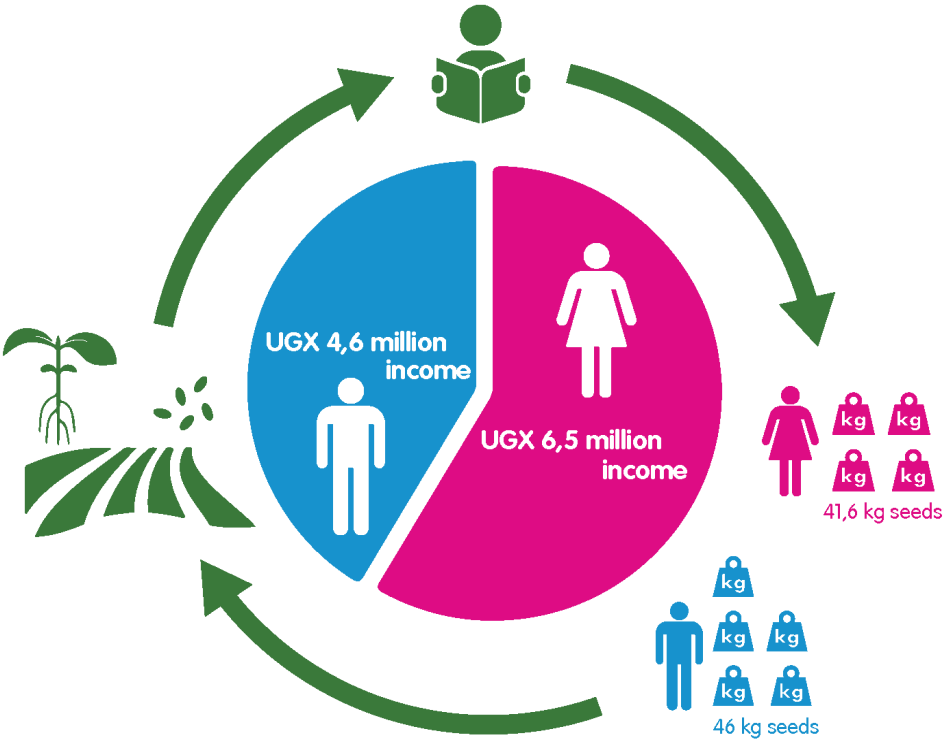 UGX 4,6 million
income
UGX 6,5 million
income
kg
kg
kg
kg
41,6 kg seeds
kg
kg
kg
kg
kg
46 kg seeds